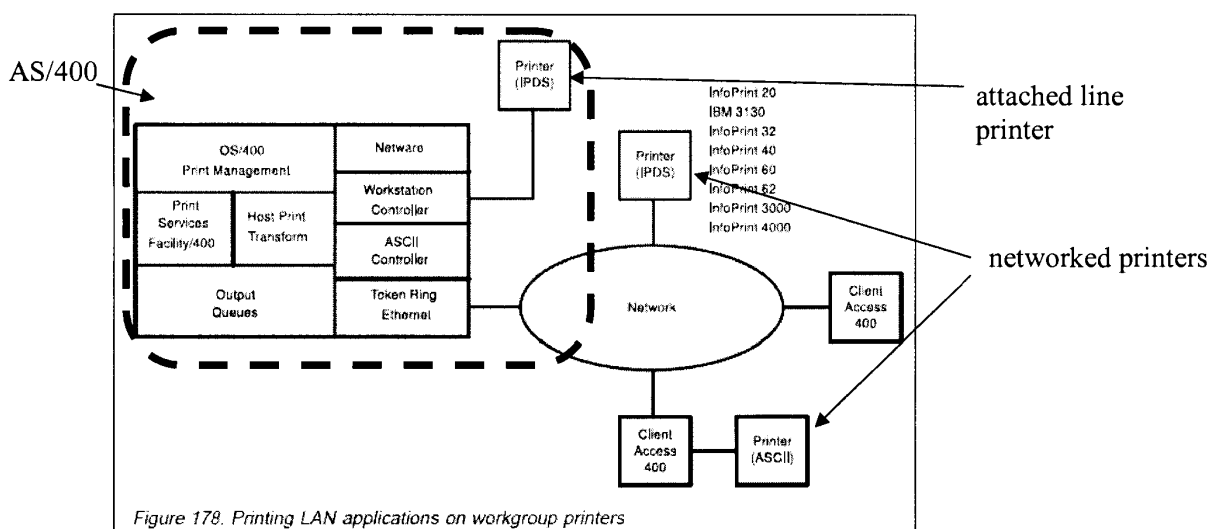 AS/400
Printer
(IPDS)
attached line
printer
InfoPrint 20
IBM 3130
InfoPrint 32
InfoPrint 40
InfoPrint 60
InfoPrint 62
InfoPrint 3000
InfoPrint 4000
OS/400
Print Management
Print
Services
Facility/400
Host Print
Transform
Output
Queues
Netware
Workstation
Controller
ASCII
Controller
Token Ring
Ethernet
Printer
(IPDS)
networked printers
Network
Client
Access
400
Client
Access
400
Printer
(ASCII)
Figure 178. Printing LAN applications on workgroup printers